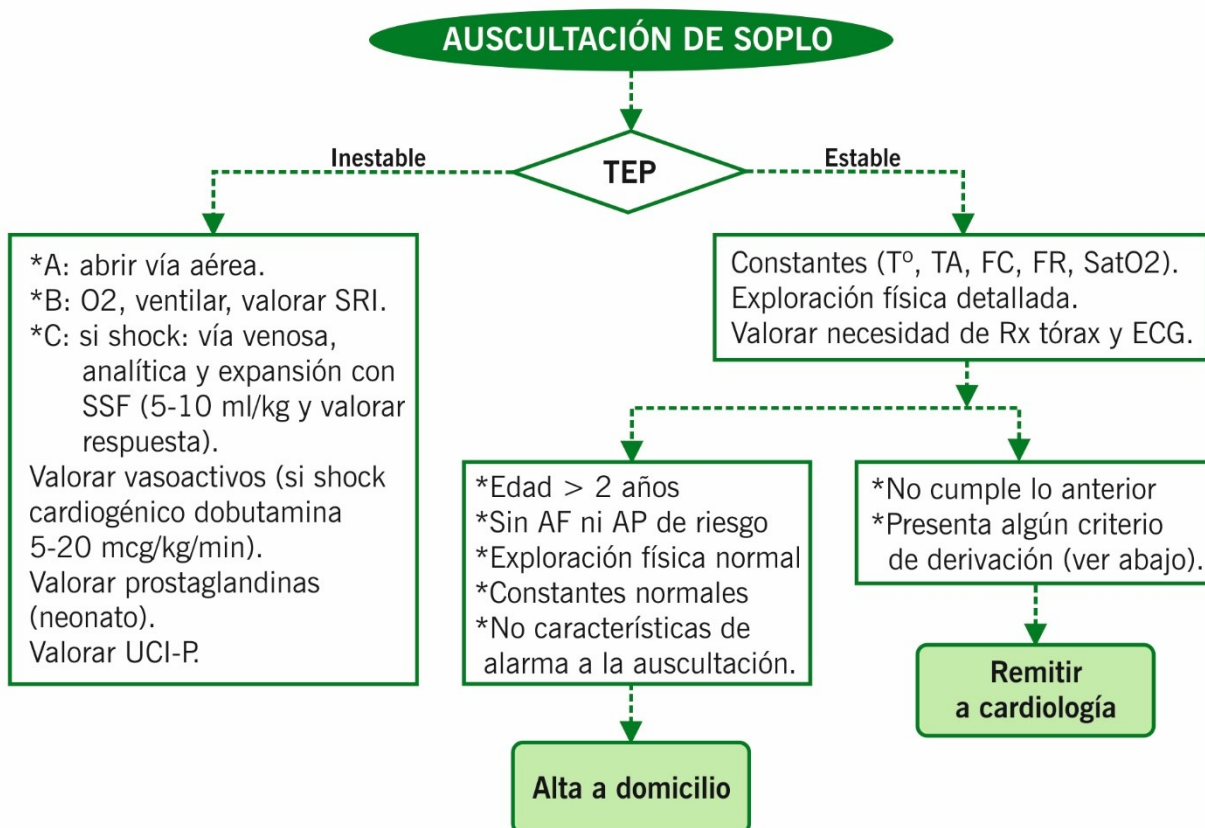 AUSCULTACIÓN DE SOPLO
Inestable
TEP
Estable
*A: abrir vía aérea.
*B: O2, ventilar, valorar SRI.
*C: si shock: vía venosa,
analítica y expansión con
SSF (5-10 ml/kg y valorar
respuesta).
Valorar vasoactivos (si shock
cardiogénico dobutamina
5-20 mcg/kg/min).
Valorar prostaglandinas
(neonato).
Valorar UCI-P.
Constantes (Tº, TA, FC, FR, SatO2).
Exploración física detallada.
Valorar necesidad de Rx tórax y ECG.
*Edad > 2 años
*Sin AF ni AP de riesgo
*Exploración física normal
*Constantes normales
*No características de
alarma a la auscultación.
Alta a domicilio
*No cumple lo anterior
*Presenta algún criterio
de derivación (ver abajo).
Remitir
a cardiología